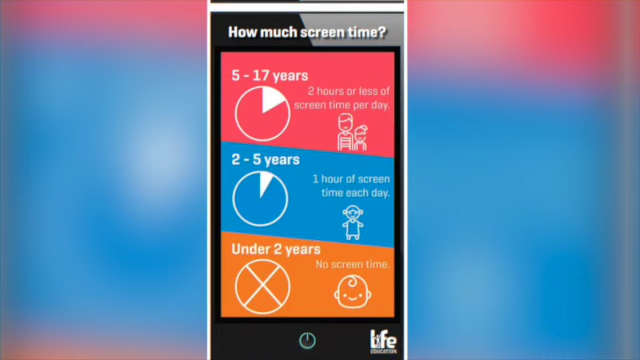 How much screen time?
5 - 17 years
2 hours or less of
screen time per day.
2 - 5 years
1 hour of screen
time each day.
Under 2 years
No screen time.
Life
EDUCATION